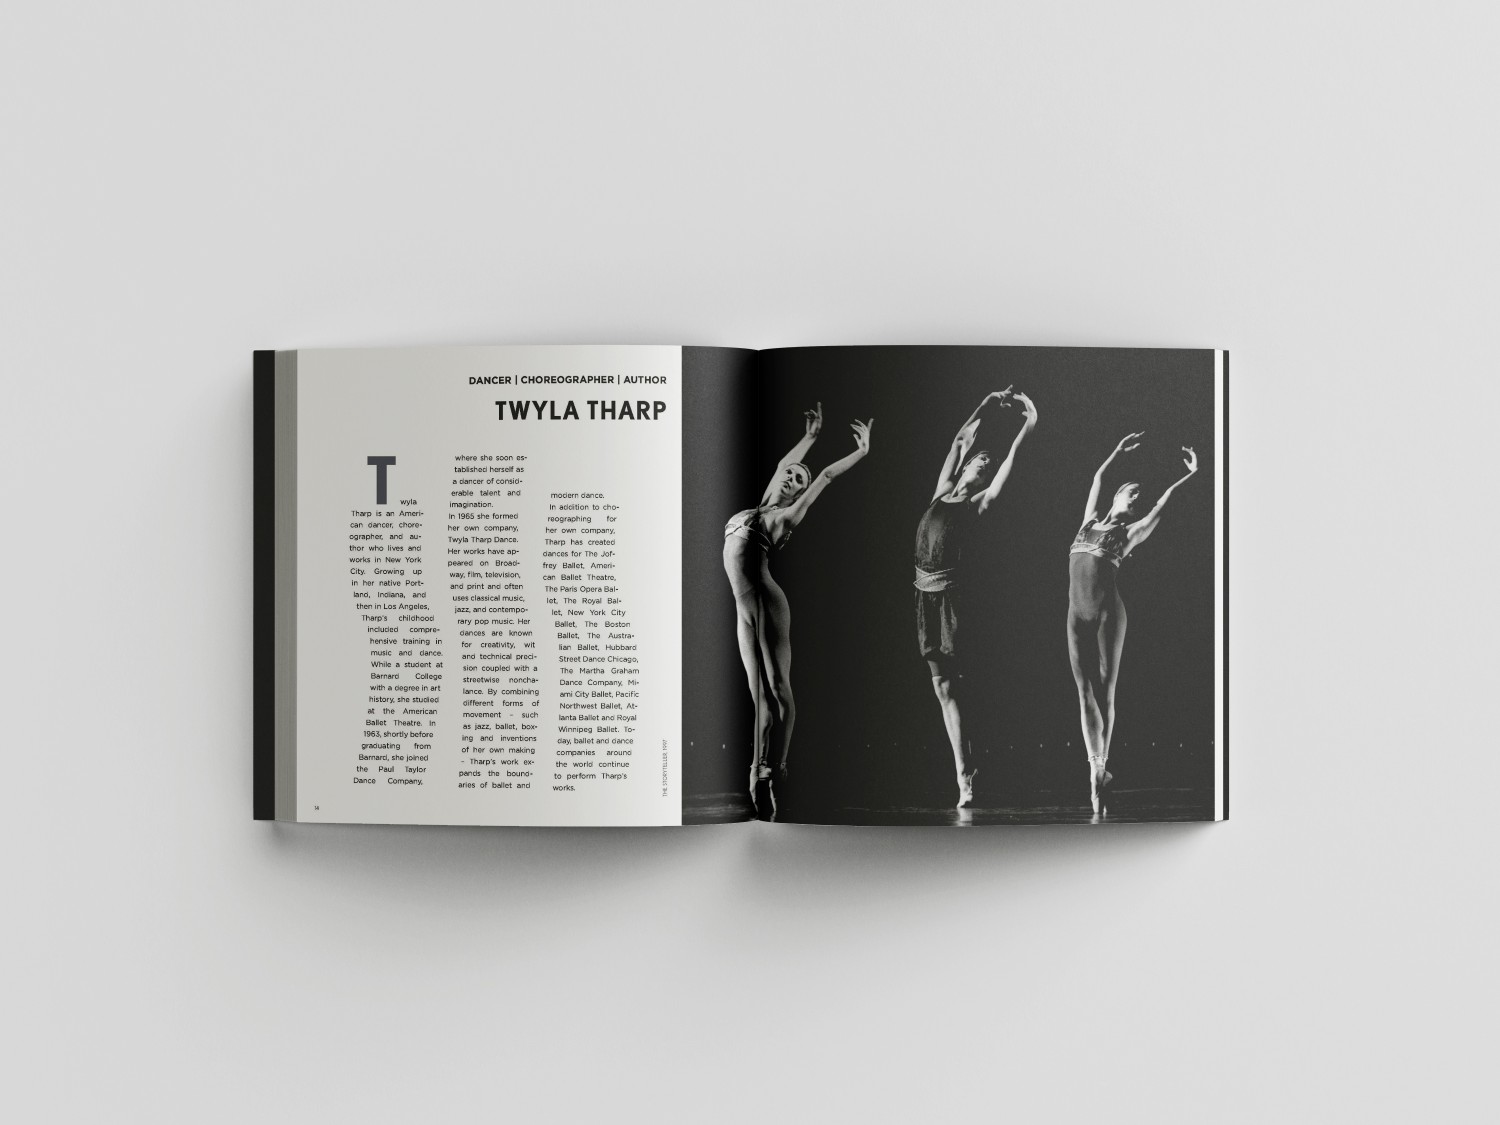 DANCER | CHOREOGRAPHER | AUTHOR
TWYLA THARP
T
wyla
Tharp is an Ameri-
can dancer, chore-
ographer, and au-
thor who lives and
works in New York
City. Growing up
in her native Port-
land, Indiana, and
then in Los Angeles,
Tharp's childhood
included compre-
hensive training in
music and dance.
While a student at
Barnard College
with a degree in art
history, she studied
at the American
Ballet Theatre. In
1963, shortly before
graduating from
Barnard, she joined
the Paul Taylor
Dance Company,
where she soon es-
tablished herself as
a dancer of consid-
erable talent and
imagination.
In 1965 she formed
her own company,
Twyla Tharp Dance.
Her works have ap-
peared on Broad-
way, film, television,
and print and often
uses classical music,
jazz, and contempo-
rary pop music. Her
dances are known
for creativity, wit
and technical preci-
sion coupled with a
streetwise noncha-
lance. By combining
different forms of
movement – such
as jazz, ballet, box-
ing and inventions
of her own making
– Tharp's work ex-
pands the bound-
aries of ballet and
modern dance.
In addition to cho-
reographing for
her own company,
Tharp has created
dances for The Jof-
frey Ballet, Ameri-
can Ballet Theatre,
The Paris Opera Bal-
let, The Royal Bal-
let, New York City
Ballet, The Boston
Ballet, The Austra-
lian Ballet, Hubbard
Street Dance Chicago,
The Martha Graham
Dance Company, Mi-
ami City Ballet, Pacific
Northwest Ballet, At-
lanta Ballet and Royal
Winnipeg Ballet. To-
day, ballet and dance
companies around
the world continue
to perform Tharp's
works.
THE STORYTELLER, 1997
14